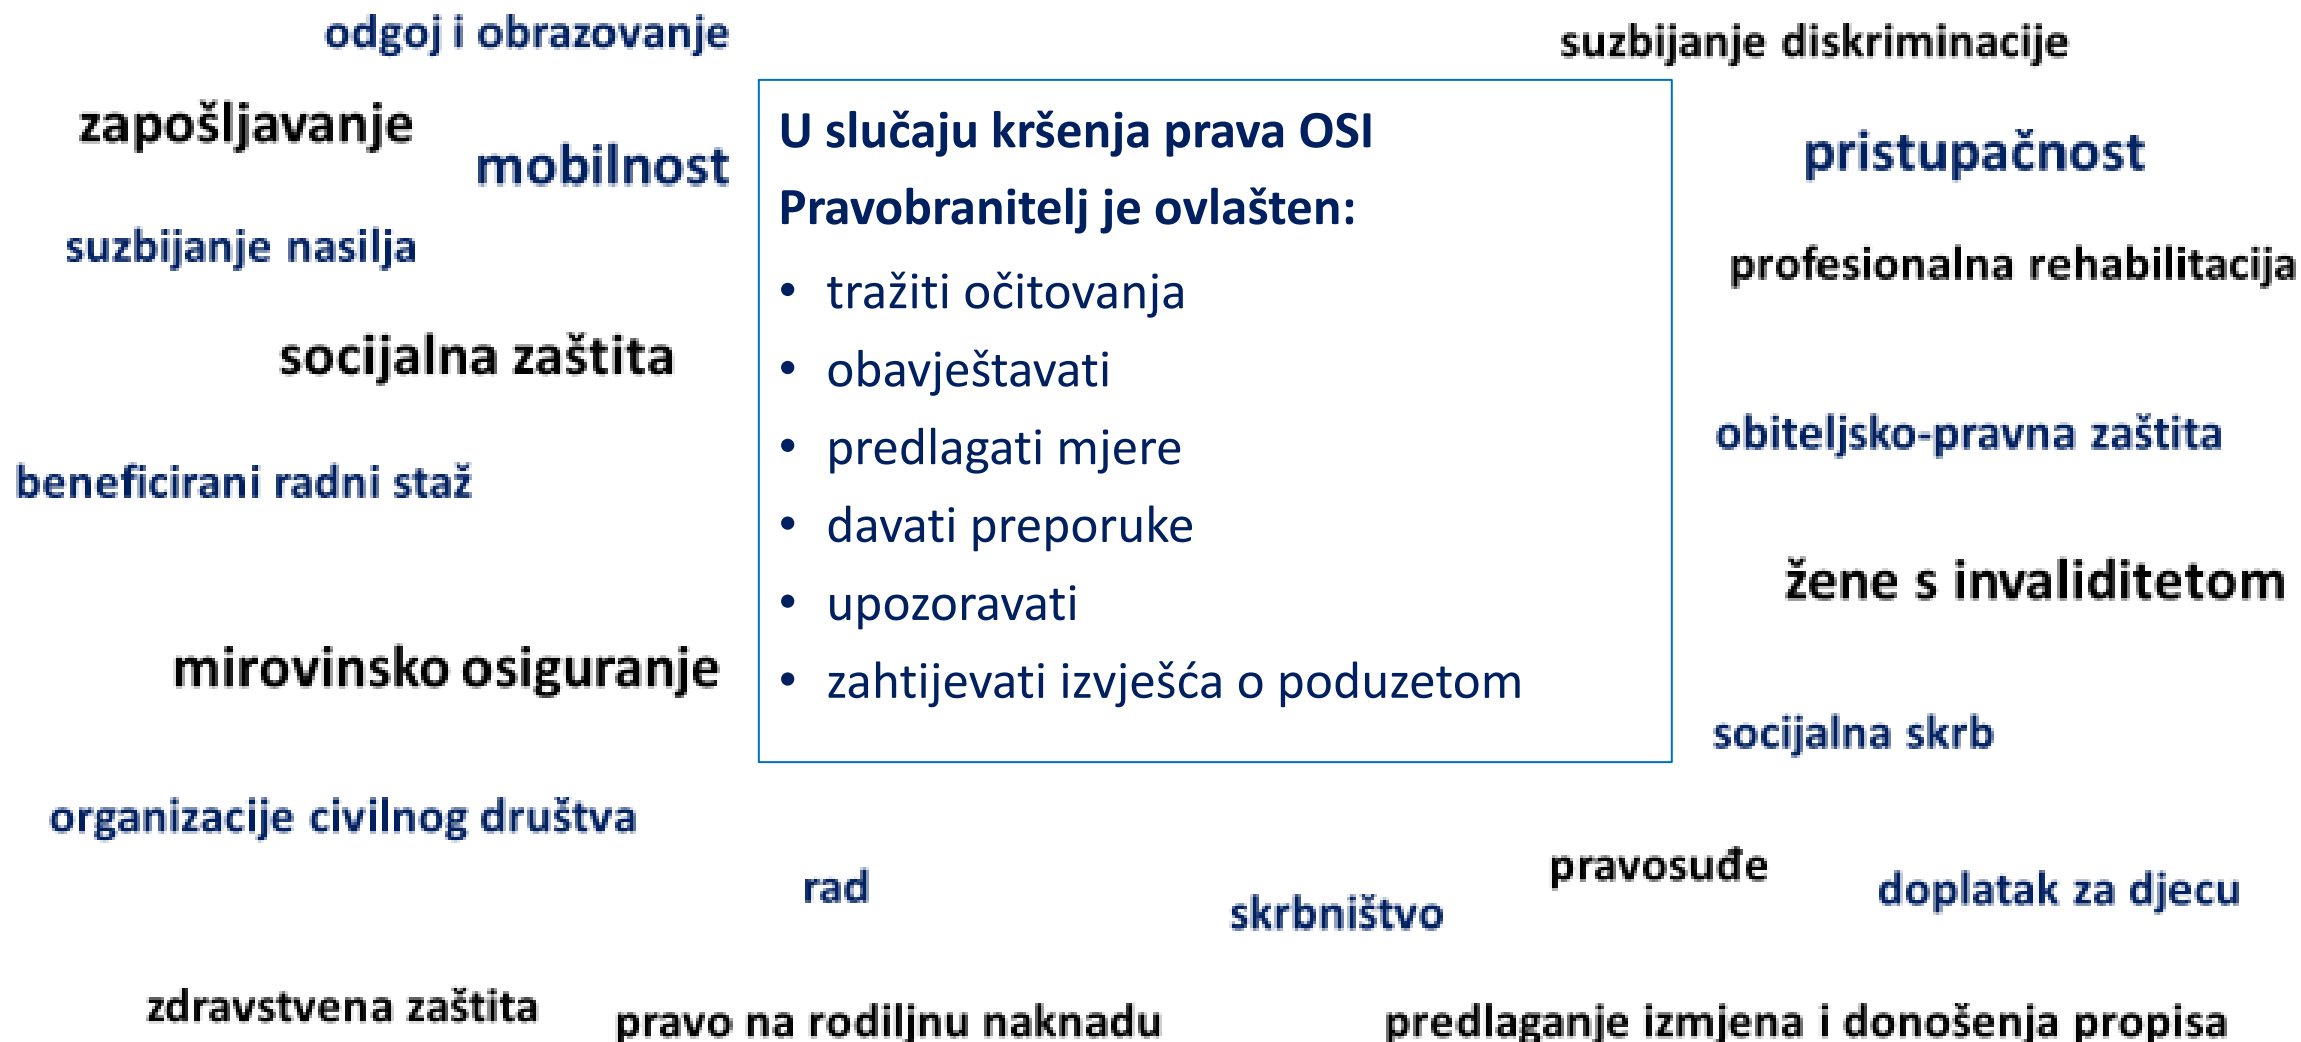 odgoj i obrazovanje
suzbijanje diskriminacije
zapošljavanje
mobilnost
suzbijanje nasilja
socijalna zaštita
beneficirani radni staž
mirovinsko osiguranje
organizacije civilnog društva
U slučaju kršenja prava OSI
Pravobranitelj je ovlašten:
• tražiti očitovanja
• obavještavati
• predlagati mjere
• davati preporuke
• upozoravati
• zahtijevati izvješća o poduzetom
pristupačnost
profesionalna rehabilitacija
obiteljsko-pravna zaštita
žene s invaliditetom
socijalna skrb
rad
skrbništvo
pravosuđe
doplatak za djecu
zdravstvena zaštita
pravo na rodiljnu naknadu
predlaganje izmjena i donošenja propisa